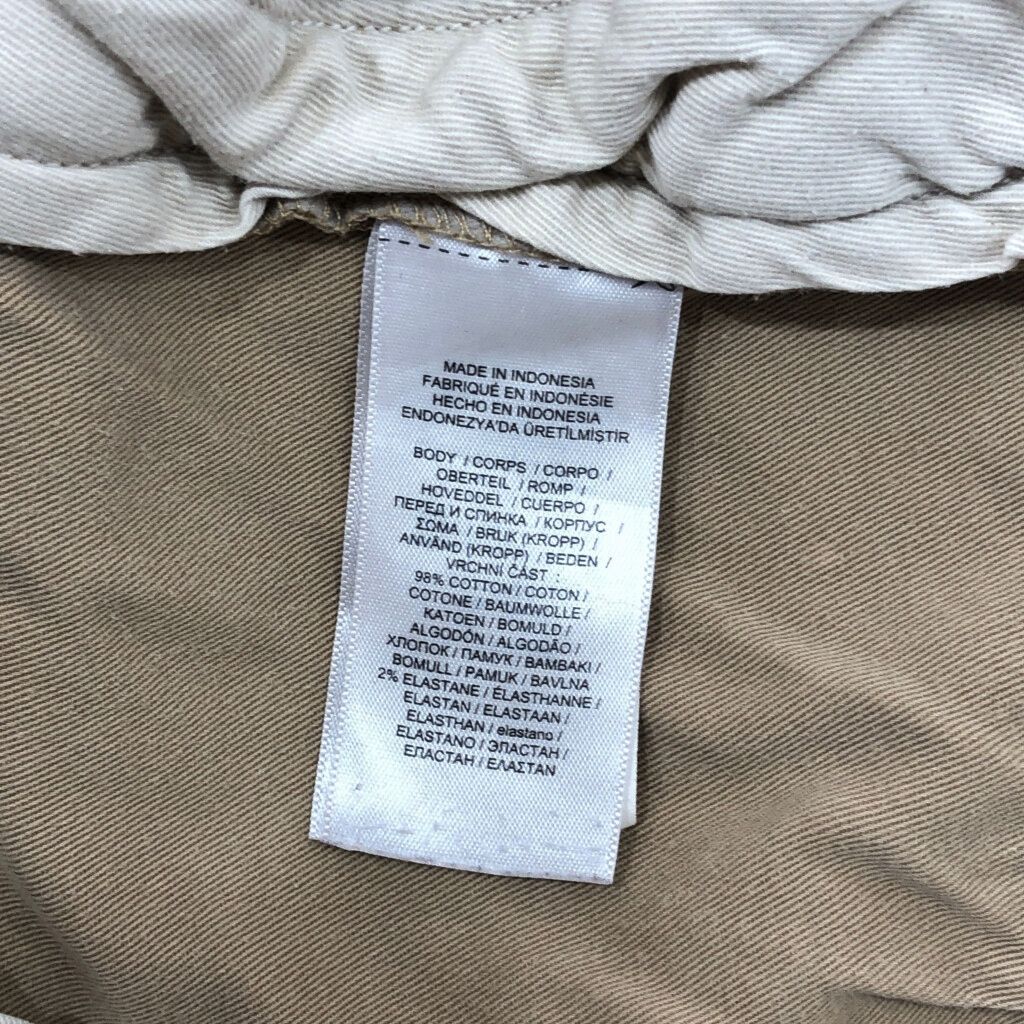 MADE IN INDONESIA
FABRIQUÉ EN INDONÉSIE
HECHO EN INDONESIA
ENDONEZYA'DA ÜRETİLMİŞTİR
BODY / CORPS / CORPO /
OBERTEIL / ROMP /
HOVEDDEL / CUERPO /
ПЕРЕД И СПИНКА / КОРПУС /
ΣΩΜΑ / BRUK (KROPP) /
ANVÄND (KROPP) / BEDEN /
VRCHNÍ ČÁST :
98% COTTON / COTON /
COTONE / BAUMWOLLE /
KATOEN / BOMULD /
ALGODÓN / ALGODÃO /
ХЛОПОК / ПАМУК / ΒΑΜΒΑΚΙ /
BOMULL / PAMUK / BAVLNA
2% ELASTANE / ÉLASTHANNE /
ELASTAN / ELASTAAN /
ELASTHAN / elastano /
ELASTANO / ЭЛАСТАН /
ЕЛАСТАН / ΕΛΑΣΤΑΝ